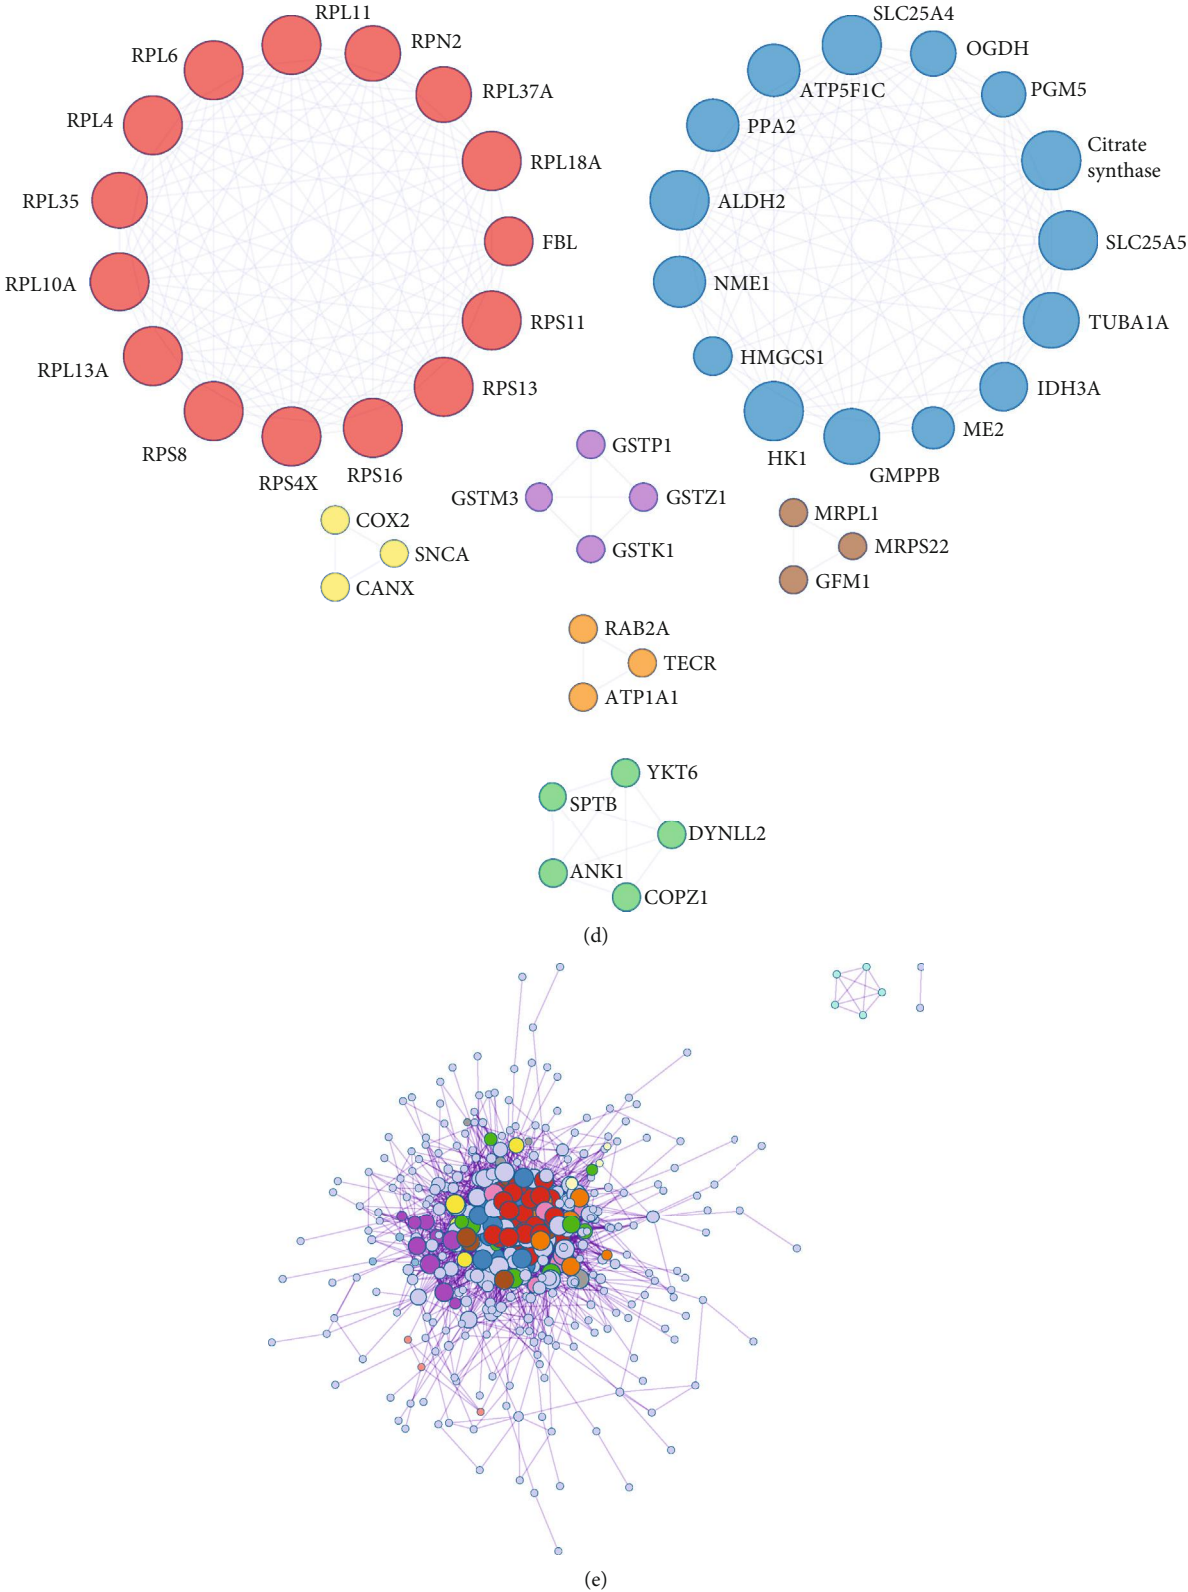 RPL11
RPL6
RPN2
RPL37A
RPL4
RPL18A
RPL35
FBL
RPL10A
RPS11
RPL13A
RPS13
RPS8
RPS4X
RPS16
SLC25A4
OGDH
ATP5F1C
PGM5
PPA2
Citrate
synthase
ALDH2
SLC25A5
NME1
TUBA1A
HMGCS1
IDH3A
ME2
HK1
GMPPB
GSTP1
GSTM3
GSTZ1
GSTK1
COX2
SNCA
CANX
MRPL1
MRPS22
GFM1
RAB2A
TECR
ATP1A1
YKT6
SPTB
DYNLL2
ANK1
COPZ1
(d)
(e)